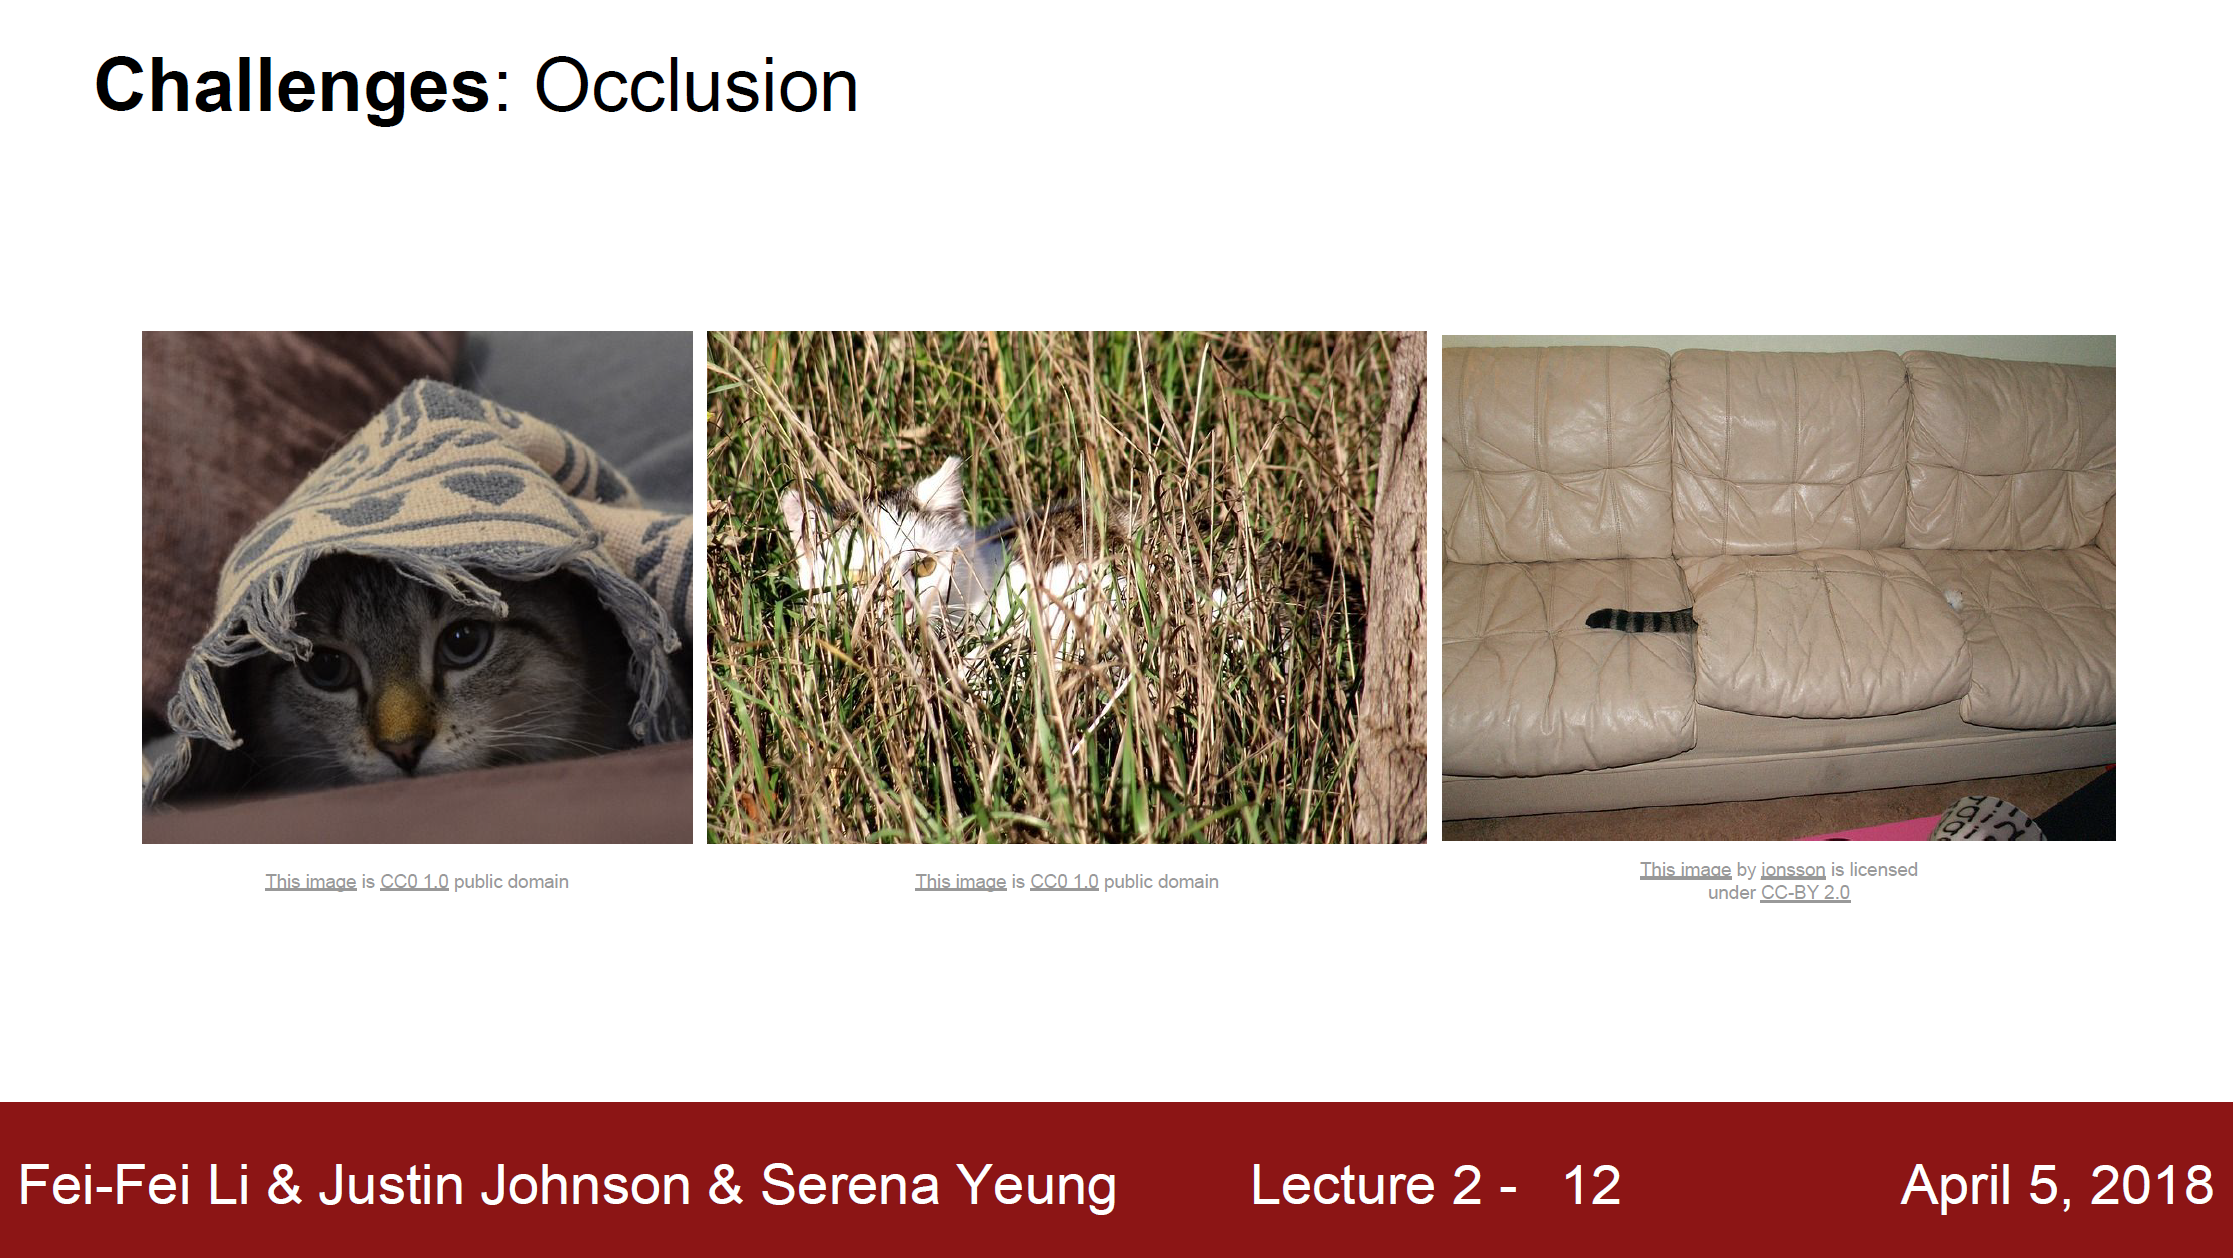 Challenges: Occlusion
This image is CC0 1.0 public domain
This image is CC0 1.0 public domain
This image by jonsson is licensed
under CC-BY 2.0
Fei-Fei Li & Justin Johnson & Serena Yeung
Lecture 2 - 12
April 5, 2018